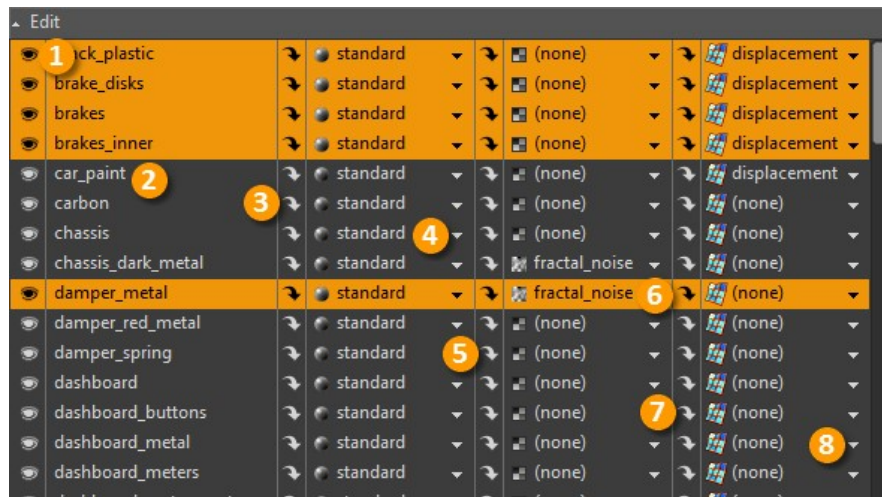 Edit
1 ck_plastic standard (none) displacement
brake_disks standard (none) displacement
brakes standard (none) displacement
brakes_inner standard (none) displacement
car_paint 2 standard (none) displacement
carbon 3 standard (none) (none)
chassis standard 4 (none) (none)
chassis_dark_metal standard fractal_noise (none)
damper_metal standard fractal_noise 6 (none)
damper_red_metal standard (none) (none)
damper_spring standard 5 (none) (none)
dashboard standard (none) (none)
dashboard_buttons standard (none) 7 (none)
dashboard_metal standard (none) (none) 8
dashboard_meters standard (none) (none)